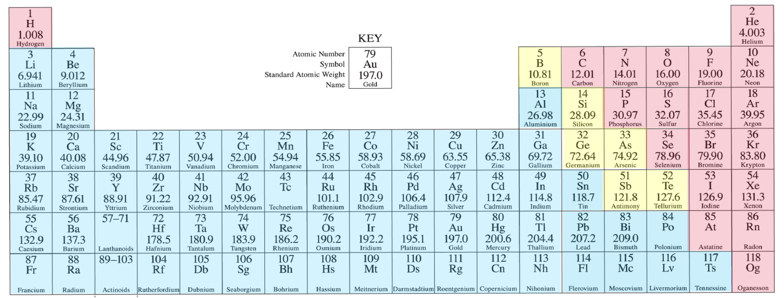 1
H
1.008
Hydrogen
2
He
4.003
Helium
KEY
Atomic Number 79
Symbol Au
Standard Atomic Weight 197.0
Name Gold
3 4 5 6 7 8 9 10
Li Be B C N O F Ne
6.941 9.012 10.81 12.01 14.01 16.00 19.00 20.18
Lithium Beryllium Boron Carbon Nitrogen Oxygen Fluorine Neon
11 12 13 14 15 16 17 18
Na Mg Al Si P S Cl Ar
22.99 24.31 26.98 28.09 30.97 32.07 35.45 39.95
Sodium Magnesium Aluminium Silicon Phosphorus Sulfur Chlorine Argon
19 20 21 22 23 24 25 26 27 28 29 30 31 32 33 34 35 36
K Ca Sc Ti V Cr Mn Fe Co Ni Cu Zn Ga Ge As Se Br Kr
39.10 40.08 44.96 47.87 50.94 52.00 54.94 55.85 58.93 58.69 63.55 65.38 69.72 72.64 74.92 78.96 79.90 83.80
Potassium Calcium Scandium Titanium Vanadium Chromium Manganese Iron Cobalt Nickel Copper Zinc Gallium Germanium Arsenic Selenium Bromine Krypton
37 38 39 40 41 42 43 44 45 46 47 48 49 50 51 52 53 54
Rb Sr Y Zr Nb Mo Tc Ru Rh Pd Ag Cd In Sn Sb Te I Xe
85.47 87.61 88.91 91.22 92.91 95.96 101.1 102.9 106.4 107.9 112.4 114.8 118.7 121.8 127.6 126.9 131.3
Rubidium Strontium Yttrium Zirconium Niobium Molybdenum Technetium Ruthenium Rhodium Palladium Silver Cadmium Indium Tin Antimony Tellurium Iodine Xenon
55 56 57–71 72 73 74 75 76 77 78 79 80 81 82 83 84 85 86
Cs Ba Hf Ta W Re Os Ir Pt Au Hg Tl Pb Bi Po At Rn
132.9 137.3 178.5 180.9 183.9 186.2 190.2 192.2 195.1 197.0 200.6 204.4 207.2 209.0
Caesium Barium Lanthanoids Hafnium Tantalum Tungsten Rhenium Osmium Iridium Platinum Gold Mercury Thallium Lead Bismuth Polonium Astatine Radon
87 88 89–103 104 105 106 107 108 109 110 111 112 113 114 115 116 117 118
Fr Ra Rf Db Sg Bh Hs Mt Ds Rg Cn Nh Fl Mc Lv Ts Og
Francium Radium Actinoids Rutherfordium Dubnium Seaborgium Bohrium Hassium Meitnerium Darmstadtium Roentgenium Copernicium Nihonium Flerovium Moscovium Livermorium Tennessine Oganesson